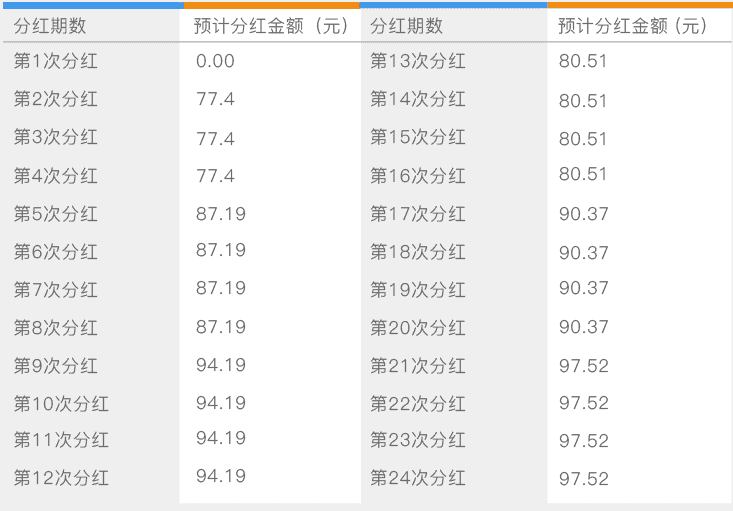 分红期数 预计分红金额（元） 分红期数 预计分红金额（元）
第1次分红 0.00 第13次分红 80.51
第2次分红 77.4 第14次分红 80.51
第3次分红 77.4 第15次分红 80.51
第4次分红 77.4 第16次分红 80.51
第5次分红 87.19 第17次分红 90.37
第6次分红 87.19 第18次分红 90.37
第7次分红 87.19 第19次分红 90.37
第8次分红 87.19 第20次分红 90.37
第9次分红 94.19 第21次分红 97.52
第10次分红 94.19 第22次分红 97.52
第11次分红 94.19 第23次分红 97.52
第12次分红 94.19 第24次分红 97.52